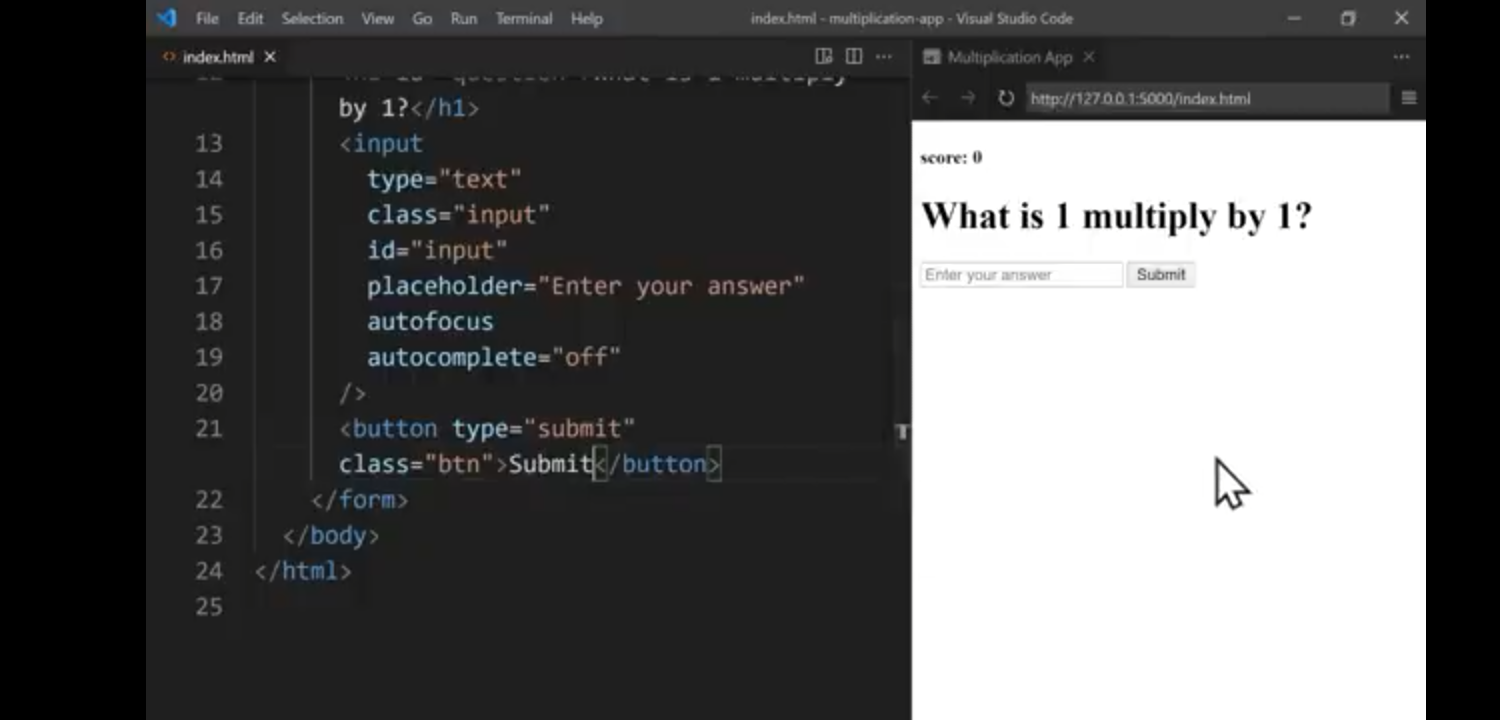 File Edit Selection View Go Run Terminal Help index.html - multiplication-app - Visual Studio Code
index.html
by 1?</h1>
13 <input
14 type="text"
15 class="input"
16 id="input"
17 placeholder="Enter your answer"
18 autofocus
19 autocomplete="off"
20 />
21 <button type="submit"
class="btn">Submit</button>
22 </form>
23 </body>
24 </html>
25
Multiplication App
http://127.0.0.1:5000/index.html
score: 0
What is 1 multiply by 1?
Enter your answer Submit